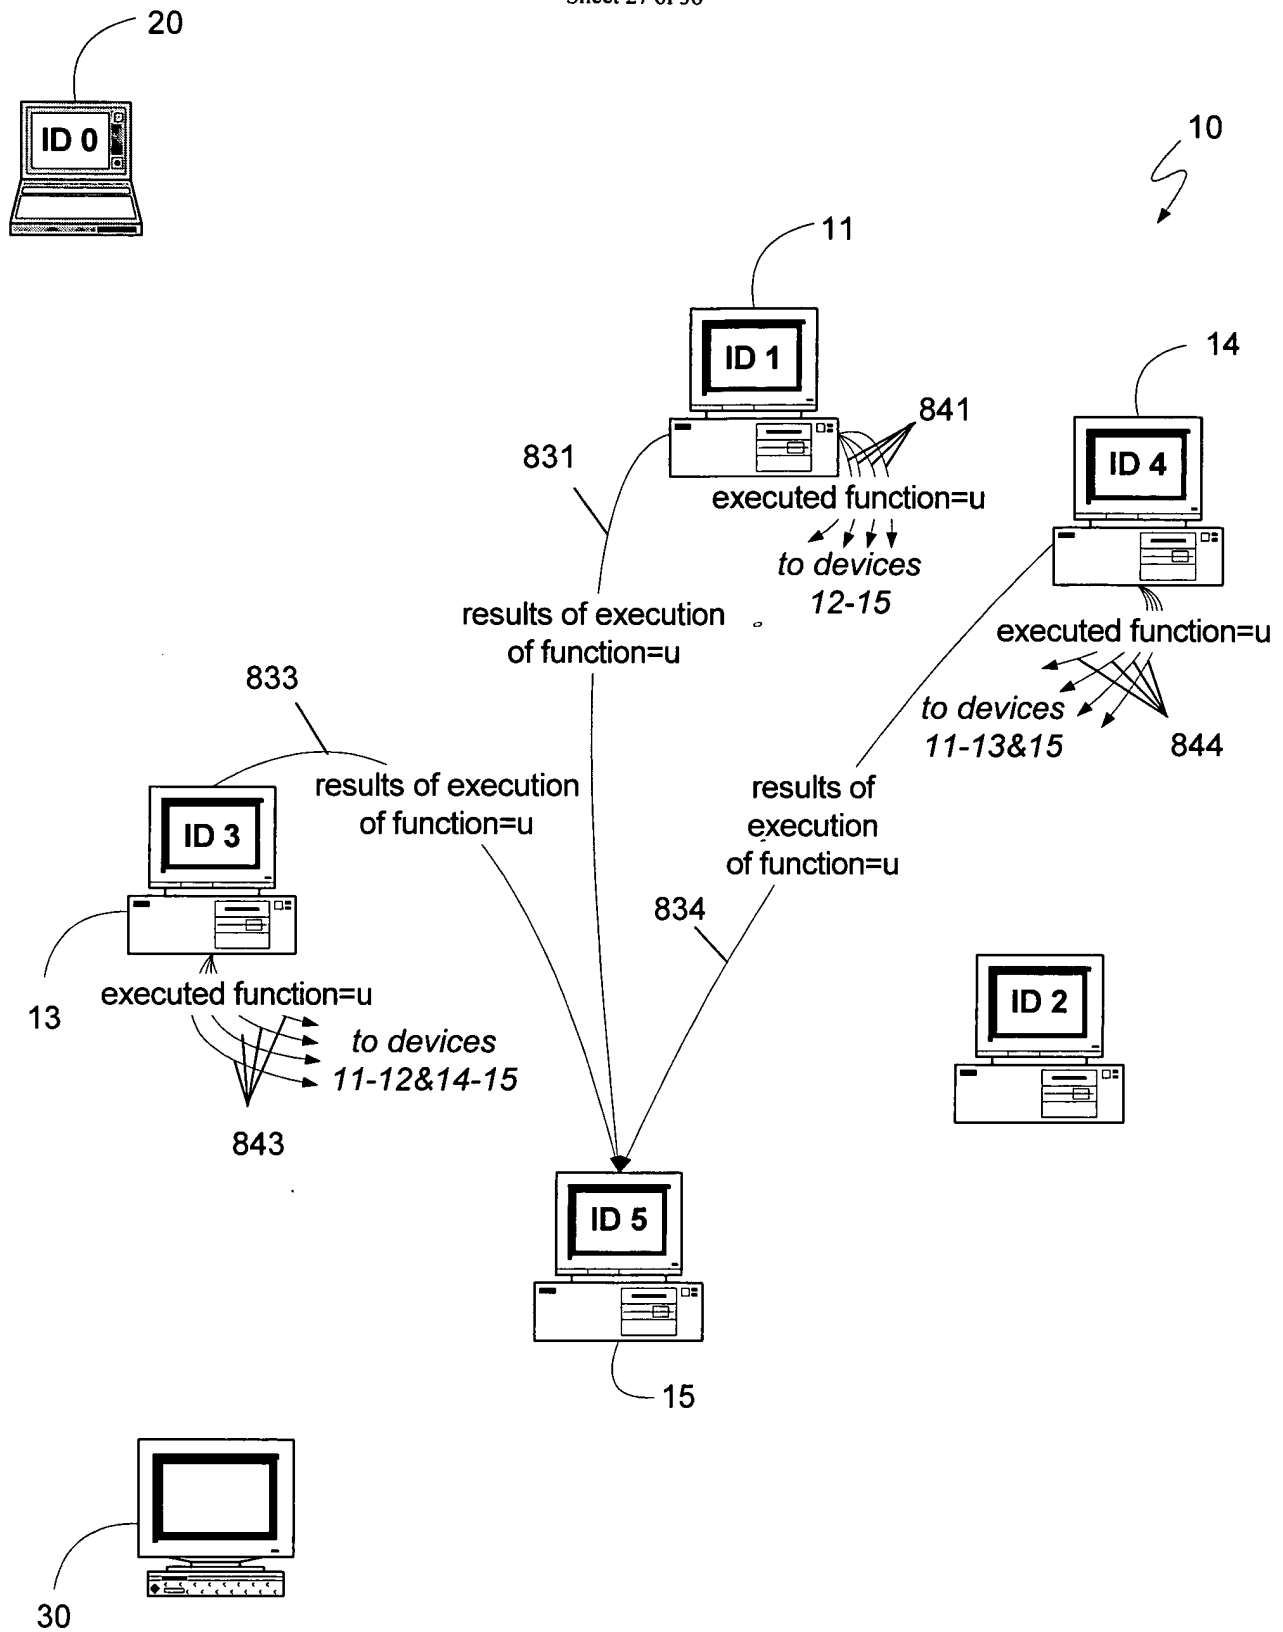 20
ID 0
10
11
ID 1
14
841
ID 4
831
executed function=u
to devices
12-15
results of execution
of function=u
executed function=u
833
to devices
11-13&15
844
results of execution
of function=u
results of
execution
of function=u
ID 3
834
13
executed function=u
to devices
11-12&14-15
ID 2
843
ID 5
15
30